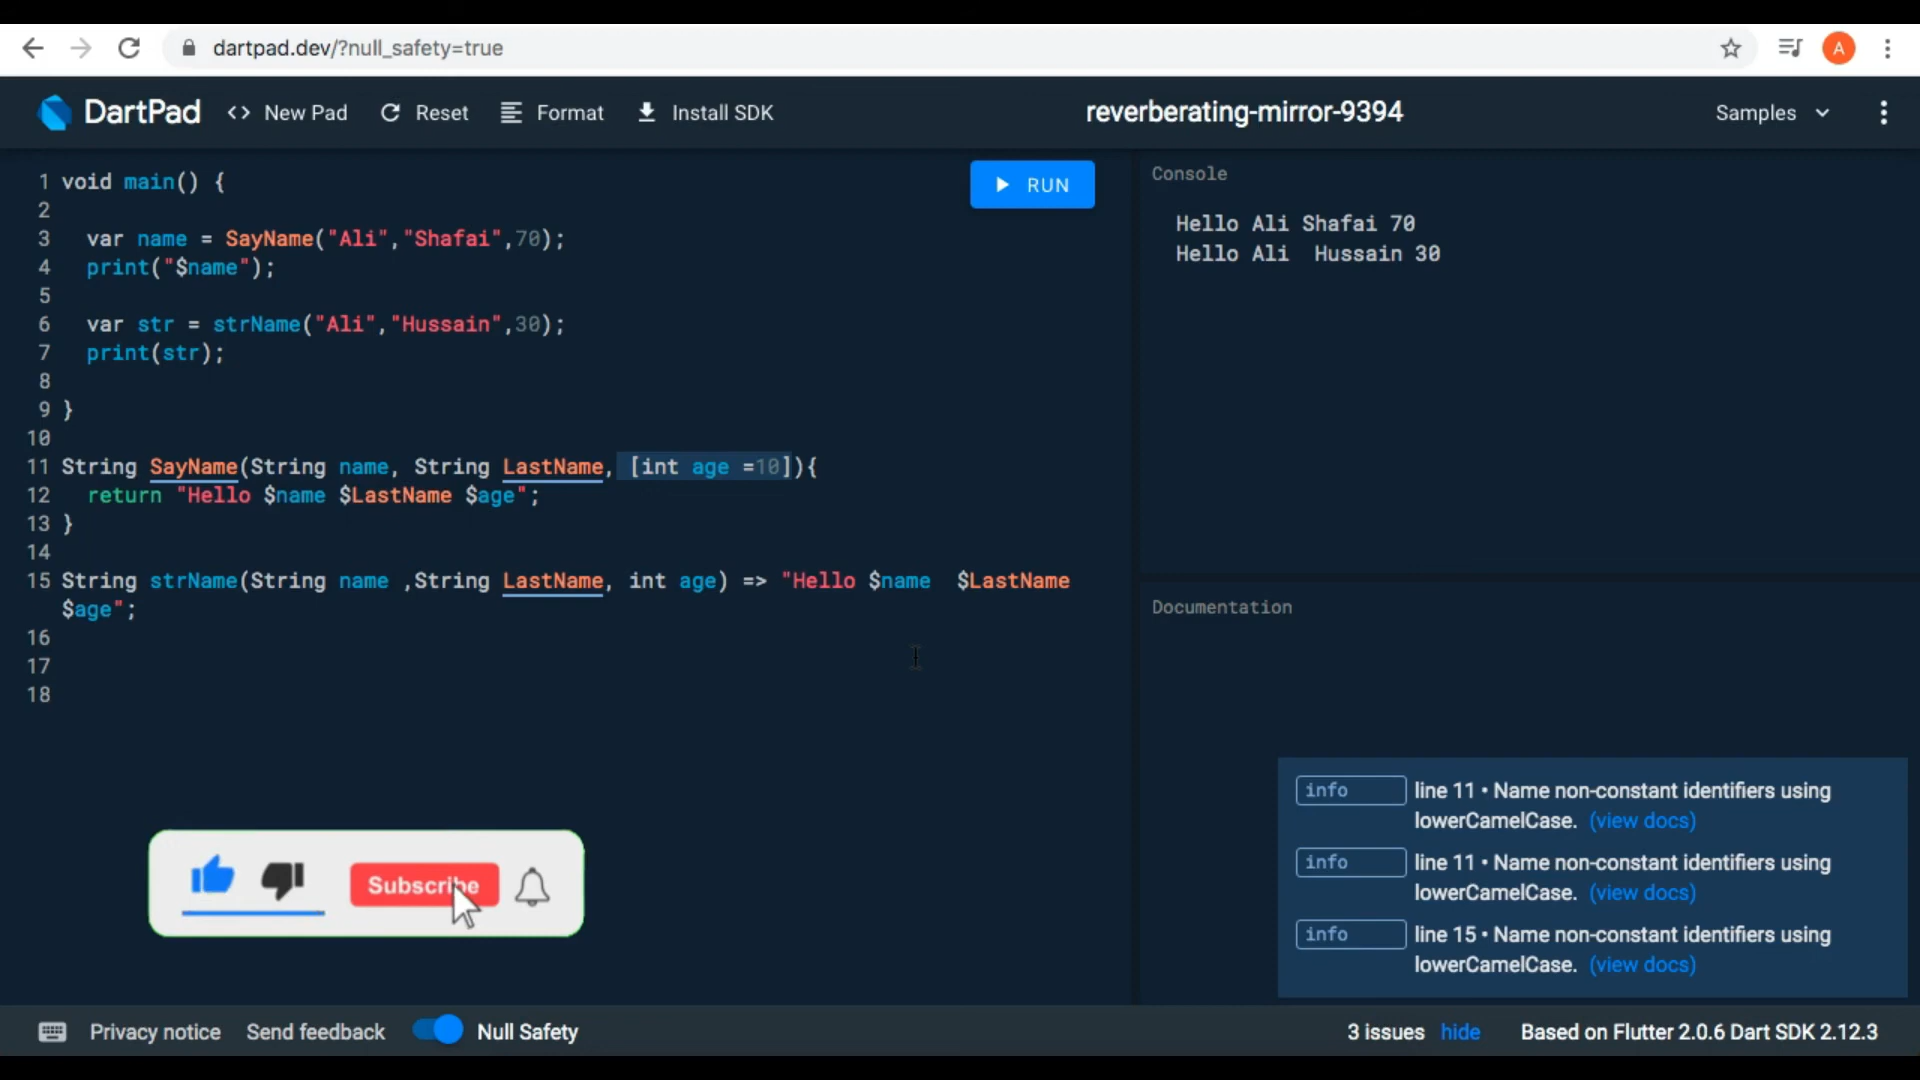 dartpad.dev/?null_safety=true
A
DartPad
<> New Pad
Reset
Format
Install SDK
reverberating-mirror-9394
Samples
1 void main() {
2
3   var name = SayName("Ali","Shafai",70);
4   print("$name");
5
6   var str = strName("Ali","Hussain",30);
7   print(str);
8
9 }
10
11 String SayName(String name, String LastName, [int age =10]){
12   return "Hello $name $LastName $age";
13 }
14
15 String strName(String name ,String LastName, int age) => "Hello $name  $LastName
$age";
16
17
18
RUN
Console
Hello Ali Shafai 70
Hello Ali  Hussain 30
Documentation
info line 11 • Name non-constant identifiers using
lowerCamelCase. (view docs)
info line 11 • Name non-constant identifiers using
lowerCamelCase. (view docs)
info line 15 • Name non-constant identifiers using
lowerCamelCase. (view docs)
Subscribe
Privacy notice
Send feedback
Null Safety
3 issues hide
Based on Flutter 2.0.6 Dart SDK 2.12.3